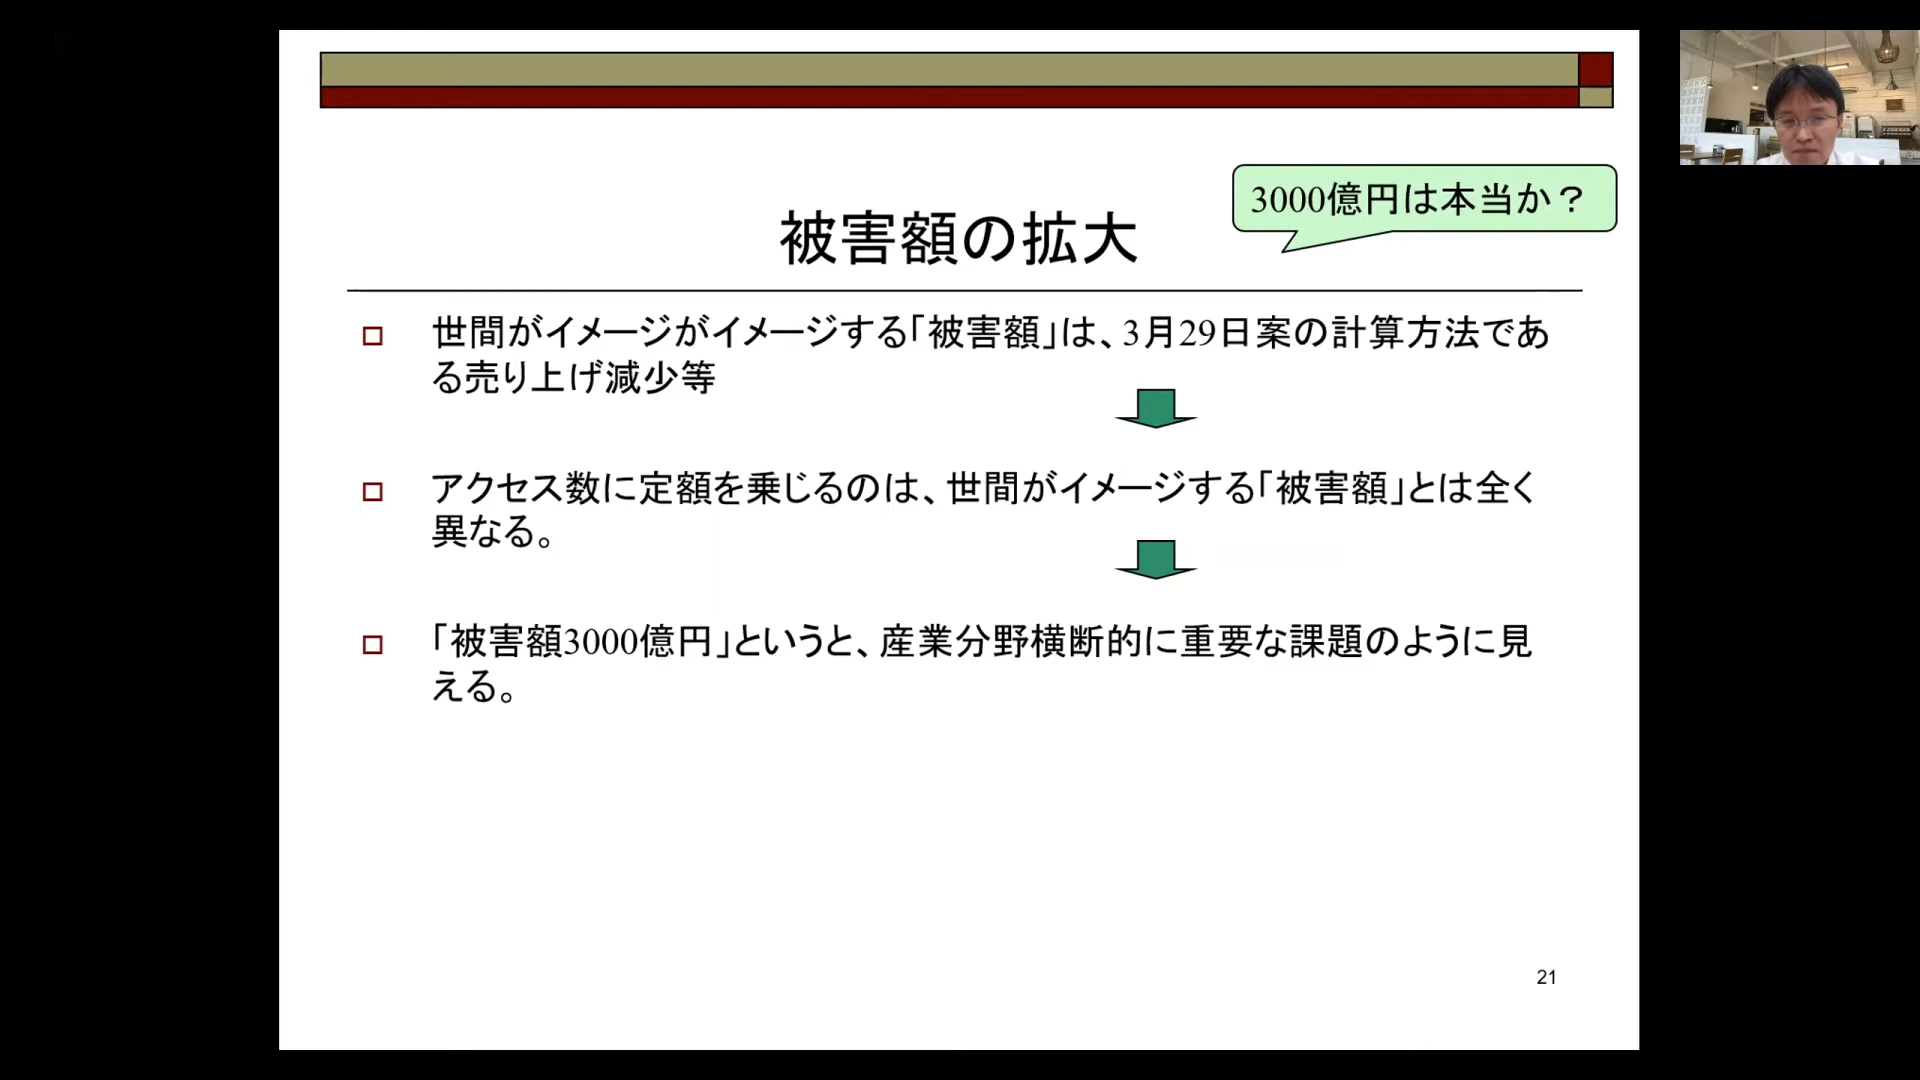 3000億円は本当か？
被害額の拡大
世間がイメージがイメージする「被害額」は、3月29日案の計算方法であ
る売り上げ減少等
アクセス数に定額を乗じるのは、世間がイメージする「被害額」とは全く
異なる。
「被害額3000億円」というと、産業分野横断的に重要な課題のように見
える。
21